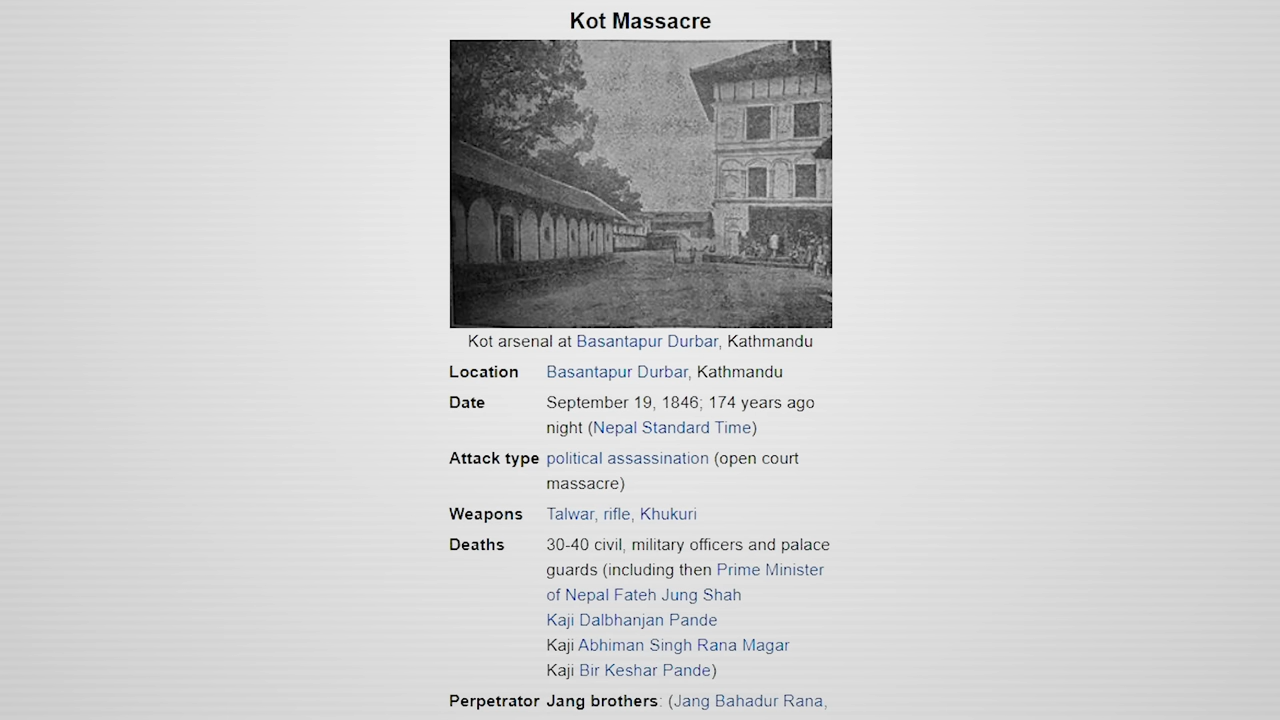 Kot Massacre
Kot arsenal at Basantapur Durbar, Kathmandu
Location Basantapur Durbar, Kathmandu
Date September 19, 1846; 174 years ago
night (Nepal Standard Time)
Attack type political assassination (open court
massacre)
Weapons Talwar, rifle, Khukuri
Deaths 30-40 civil, military officers and palace
guards (including then Prime Minister
of Nepal Fateh Jung Shah
Kaji Dalbhanjan Pande
Kaji Abhiman Singh Rana Magar
Kaji Bir Keshar Pande)
Perpetrator Jang brothers: (Jang Bahadur Rana,